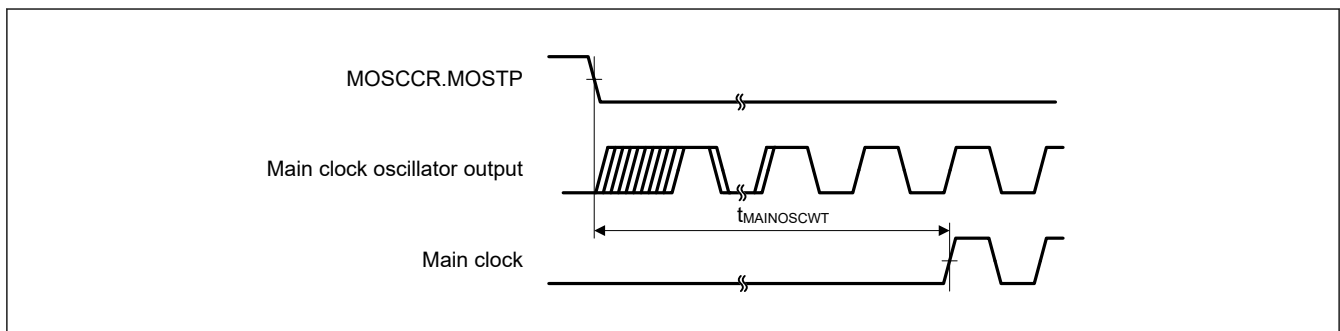 MOSCCR.MOSTP
Main clock oscillator output
tMAINOSCWT
Main clock